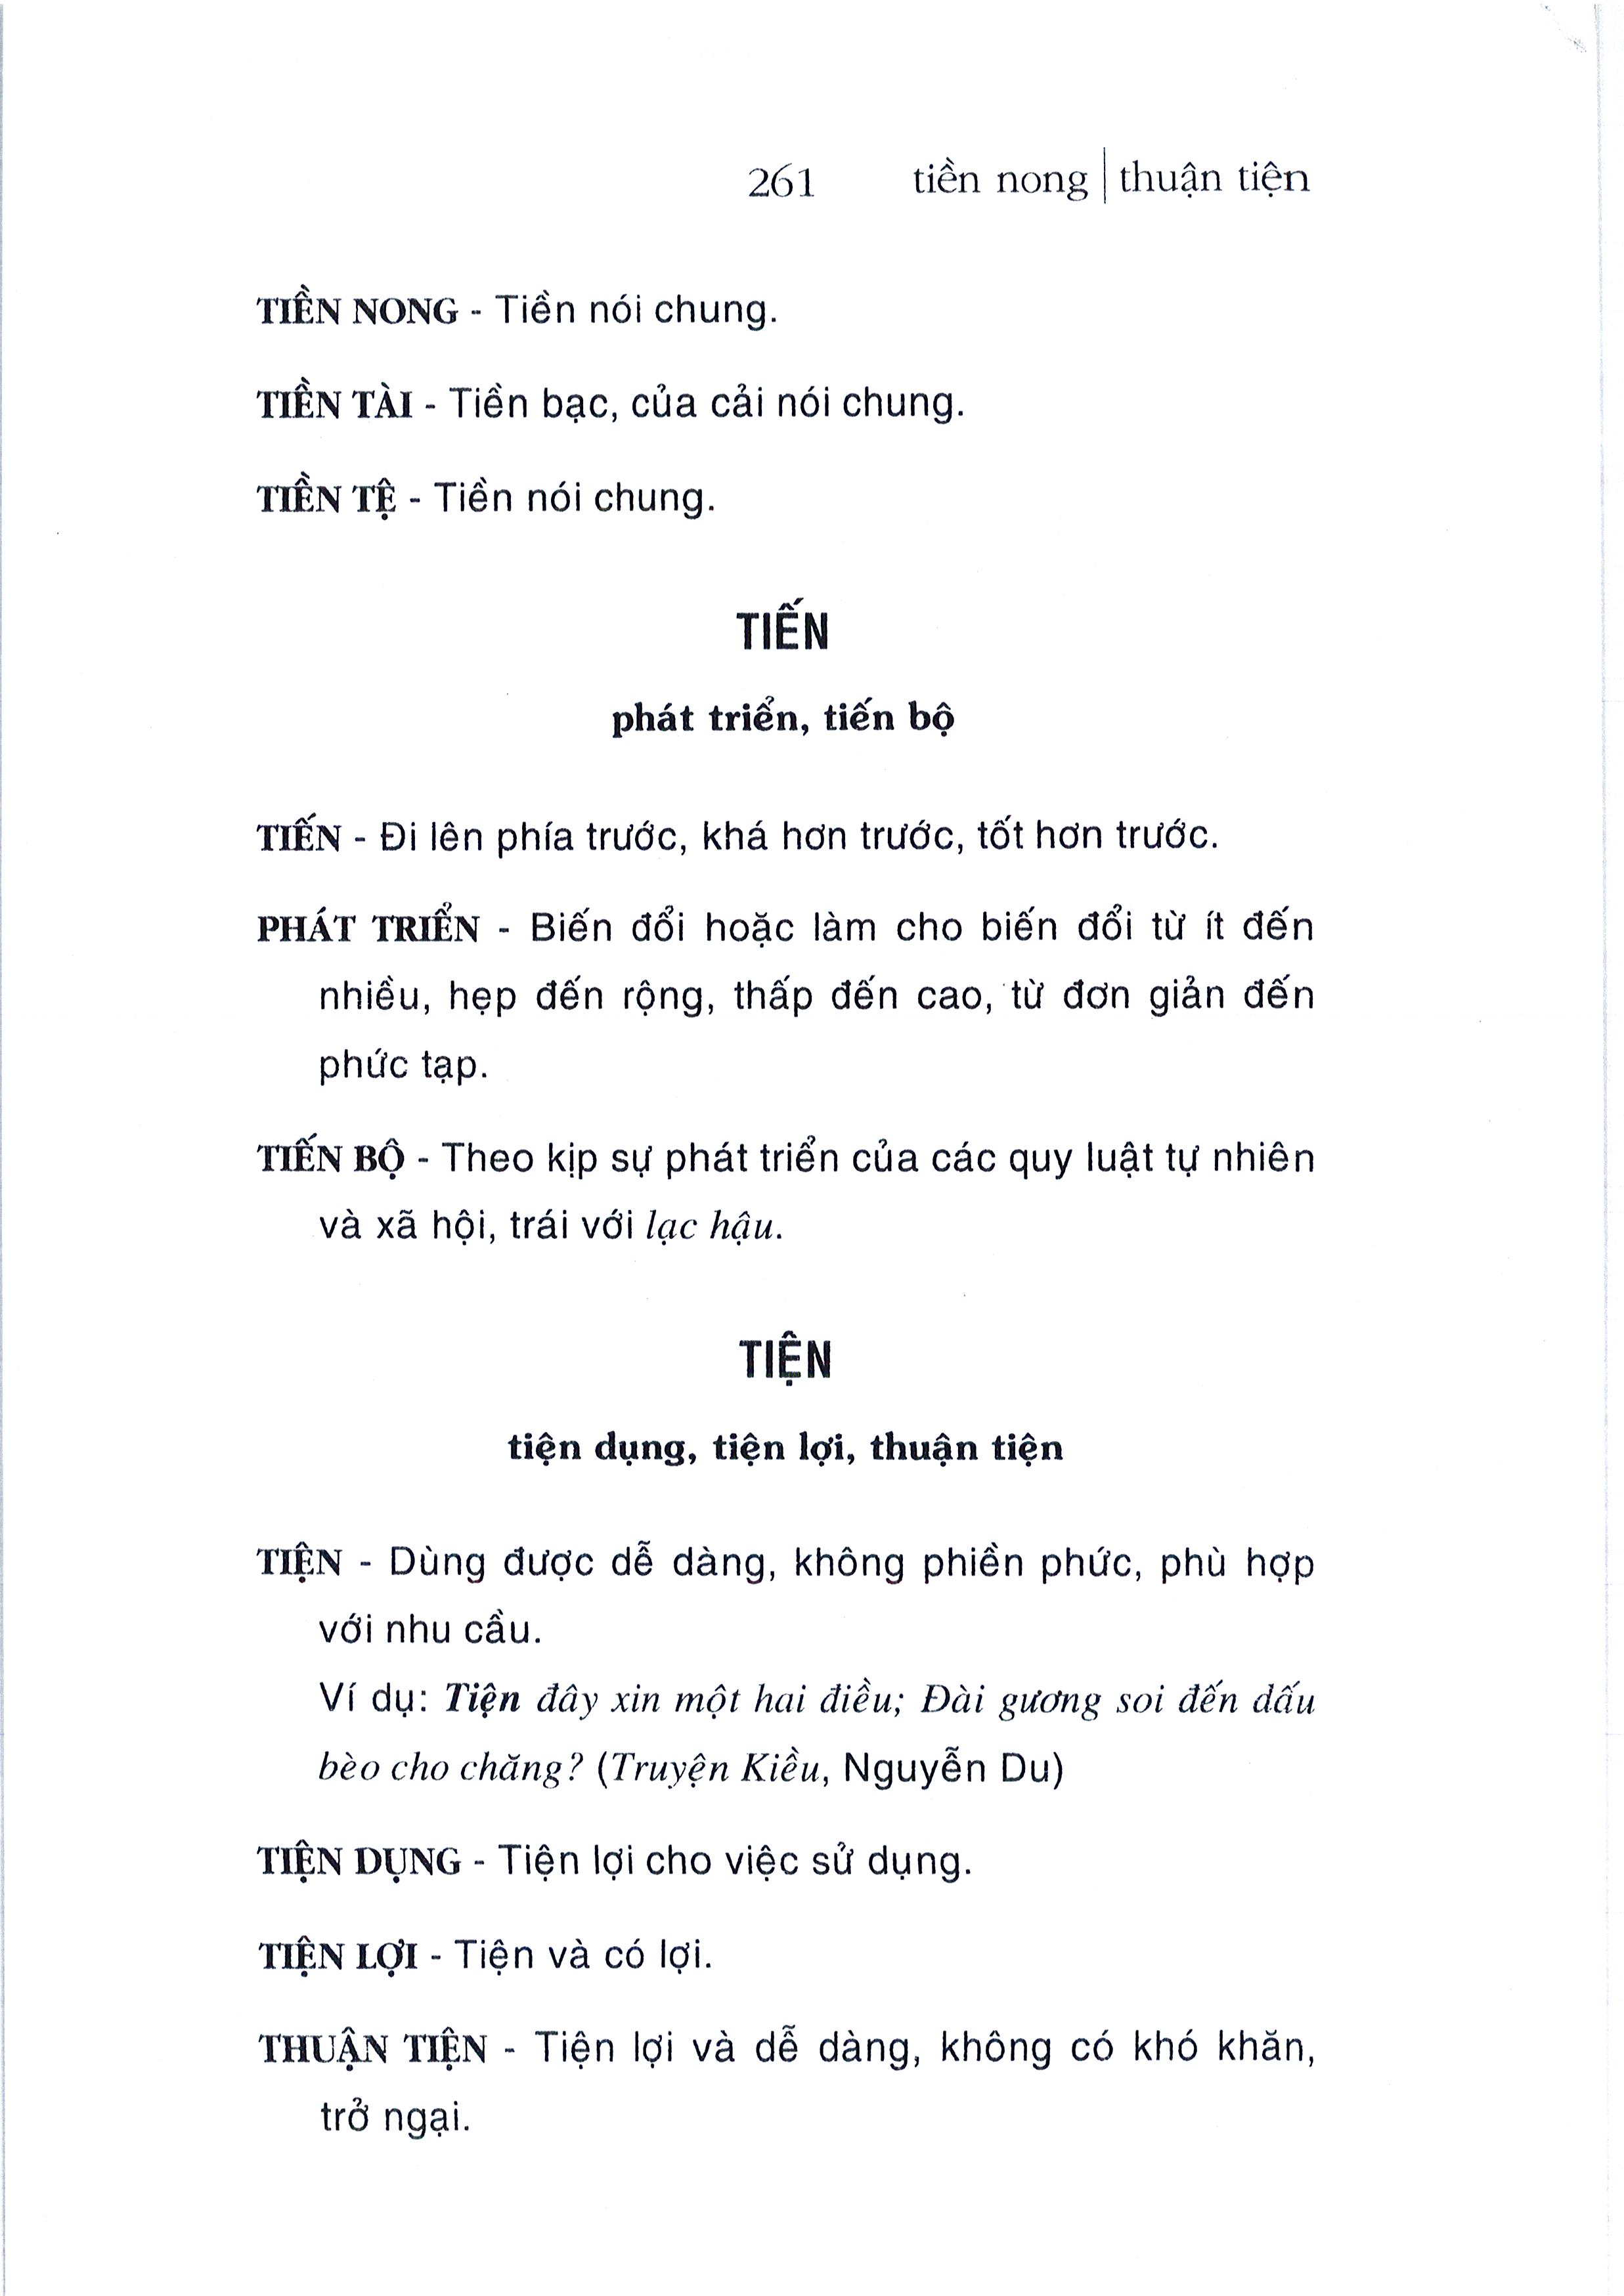 261 tiền nong | thuận tiện
TIỀN NONG - Tiền nói chung.
TIỀN TÀI - Tiền bạc, của cải nói chung.
TIỀN TỆ - Tiền nói chung.
TIẾN
phát triển, tiến bộ
TIẾN - Đi lên phía trước, khá hơn trước, tốt hơn trước.
PHÁT TRIỂN - Biến đổi hoặc làm cho biến đổi từ ít đến
nhiều, hẹp đến rộng, thấp đến cao, từ đơn giản đến
phức tạp.
TIẾN BỘ - Theo kịp sự phát triển của các quy luật tự nhiên
và xã hội, trái với lạc hậu.
TIỆN
tiện dụng, tiện lợi, thuận tiện
TIỆN - Dùng được dễ dàng, không phiền phức, phù hợp
với nhu cầu.
Ví dụ: Tiện đây xin một hai điều; Đài gương soi đến dấu
bèo cho chăng? (Truyện Kiều, Nguyễn Du)
TIỆN DỤNG - Tiện lợi cho việc sử dụng.
TIỆN LỢI - Tiện và có lợi.
THUẬN TIỆN - Tiện lợi và dễ dàng, không có khó khăn,
trở ngại.